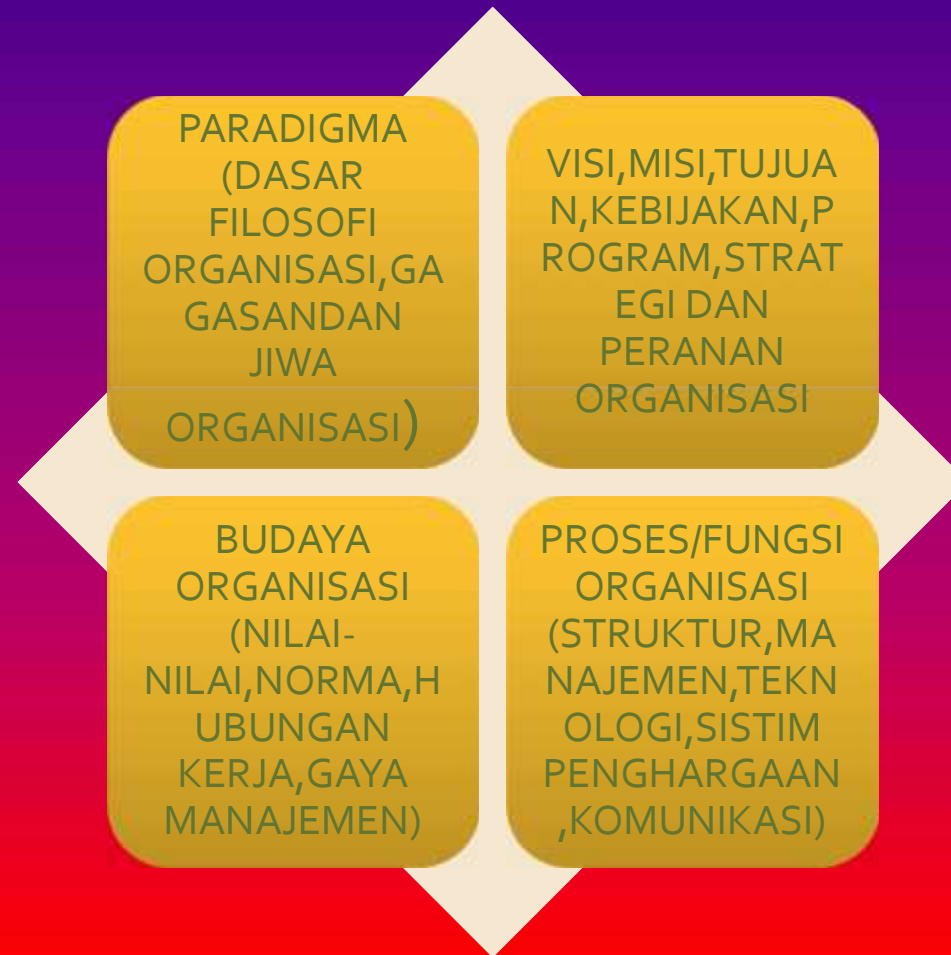 PARADIGMA
(DASAR
FILOSOFI
ORGANISASI,GA
GASANDAN
JIWA
ORGANISASI)
VISI,MISI,TUJUA
N,KEBIJAKAN,P
ROGRAM,STRAT
EGI DAN
PERANAN
ORGANISASI
BUDAYA
ORGANISASI
(NILAI-
NILAI,NORMA,H
UBUNGAN
KERJA,GAYA
MANAJEMEN)
PROSES/FUNGSI
ORGANISASI
(STRUKTUR,MA
NAJEMEN,TEKN
OLOGI,SISTIM
PENGHARGAAN
,KOMUNIKASI)